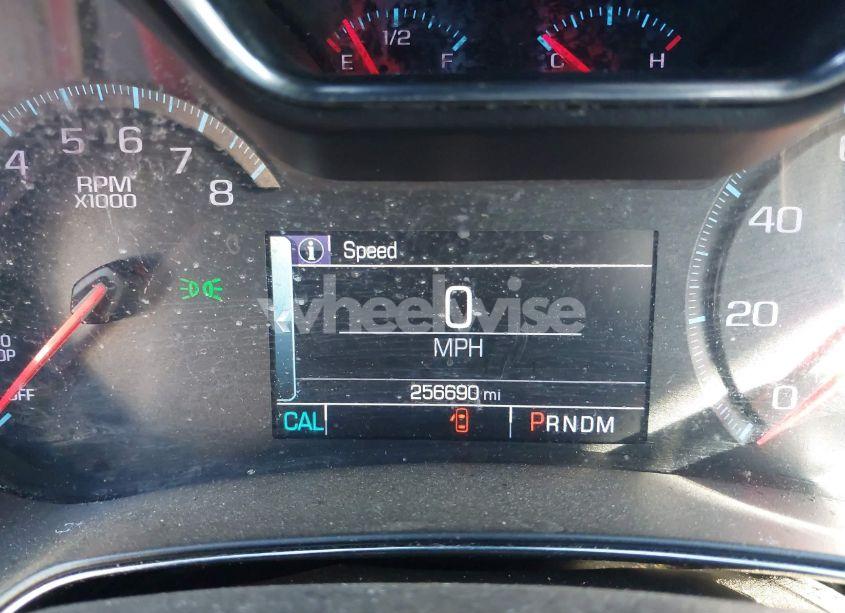 1/2
E F C H
4 5 6 7 8
RPM
X1000
40
20
0
i Speed
0
wheelwise
MPH
256690 mi
CAL PRNDM
OFF